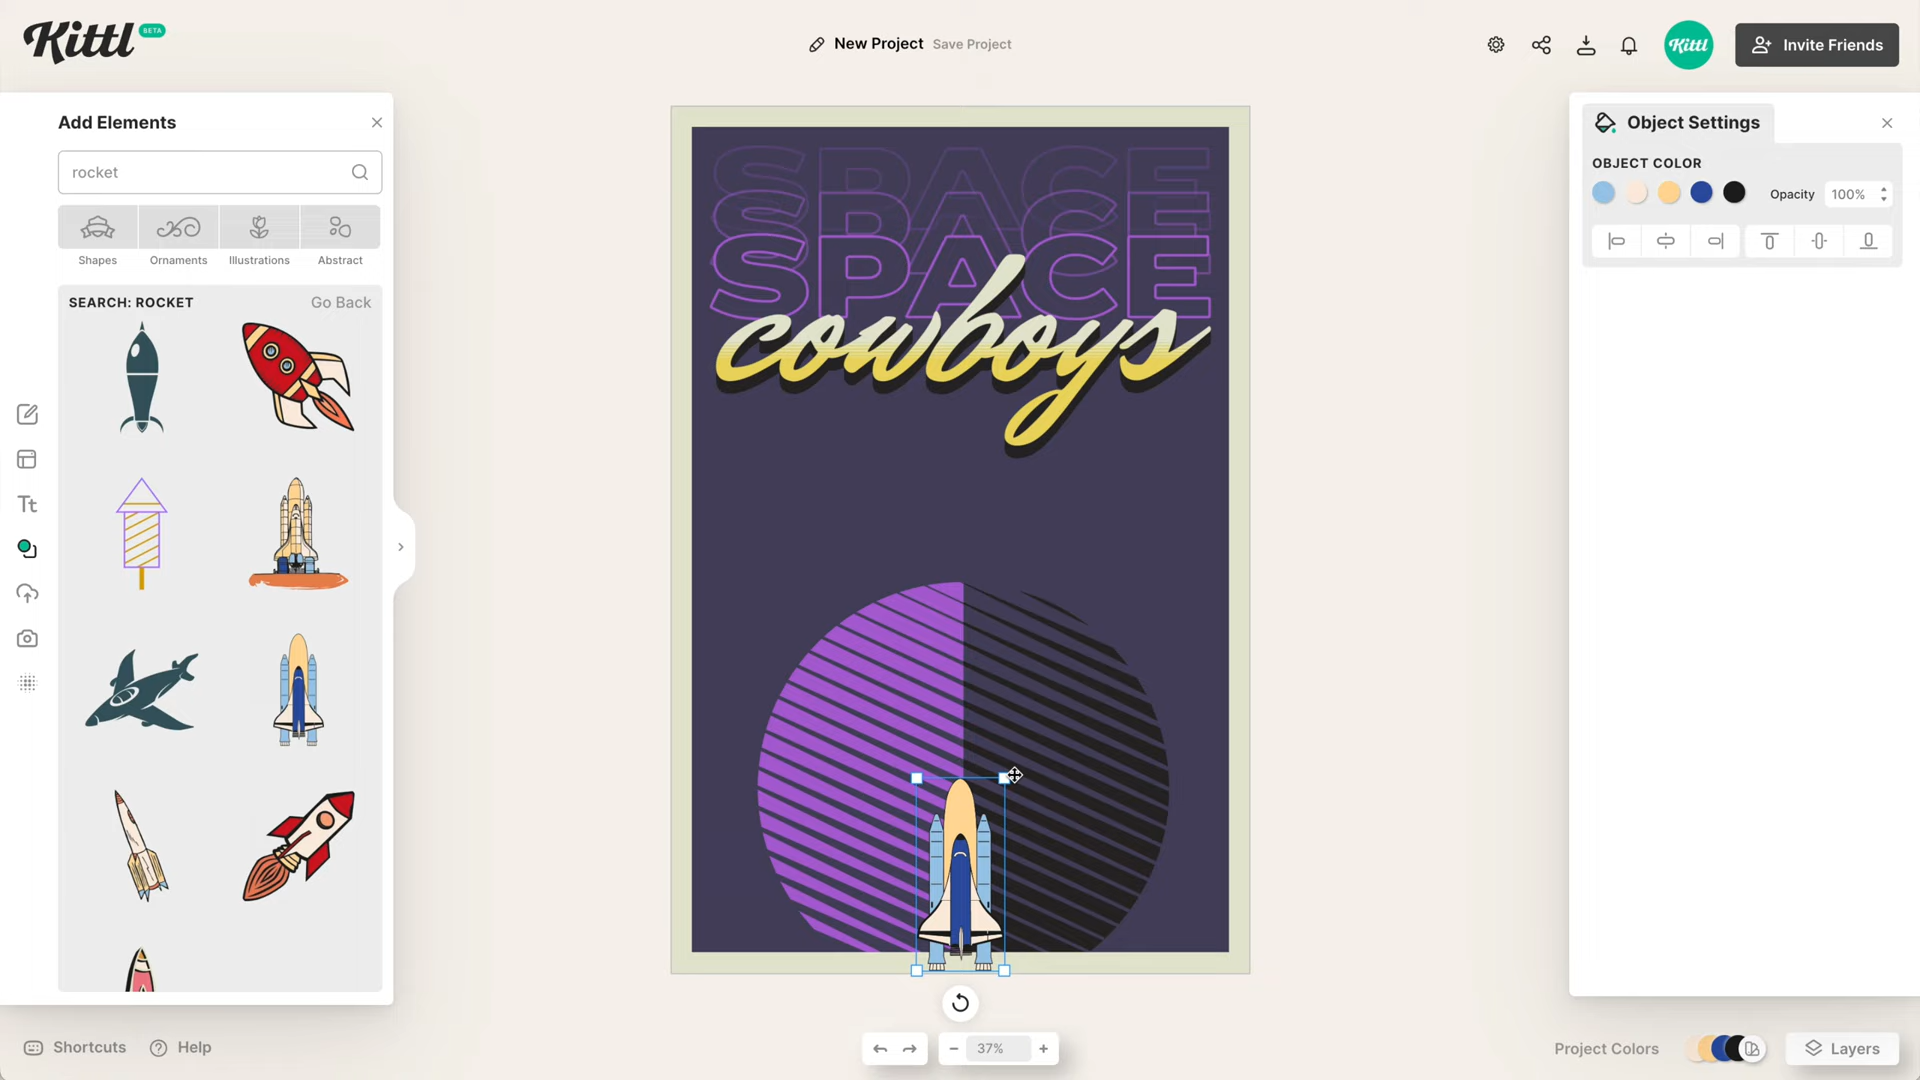 Kittl BETA
New Project Save Project
Kittl
Invite Friends
Add Elements
rocket
Shapes Ornaments Illustrations Abstract
SEARCH: ROCKET Go Back
Tt
SPACE
SPACE
SPACE
cowboys
Object Settings
OBJECT COLOR
Opacity 100%
Shortcuts Help
37%
Project Colors Layers